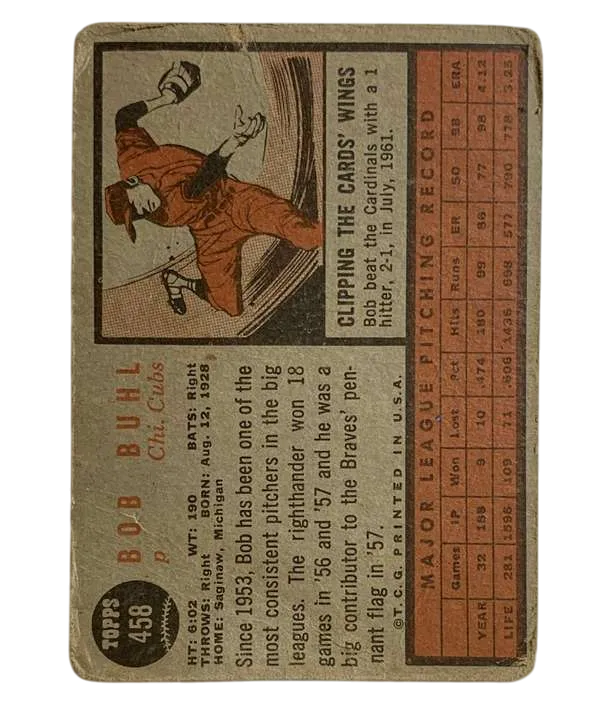 TOPPS
458
BOB BUHL
p Chi. Cubs
HT: 6:02 WT: 190 BATS: Right
THROWS: Right BORN: Aug. 12, 1928
HOME: Saginaw, Michigan
Since 1953, Bob has been one of the
most consistent pitchers in the big
leagues. The righthander won 18
games in '56 and '57 and he was a
big contributor to the Braves' pen-
nant flag in '57.
©T.C.G. PRINTED IN U.S.A.
CLIPPING THE CARDS' WINGS
Bob beat the Cardinals with a 1
hitter, 2-1, in July, 1961.
MAJOR LEAGUE PITCHING RECORD
Games IP Won Lost Pct Hits Runs ER SO BB ERA
YEAR 32 188 9 10 .474 180 99 86 77 98 4.12
LIFE 281 1595 109 71 .606 1436 698 577 790 778 3.25